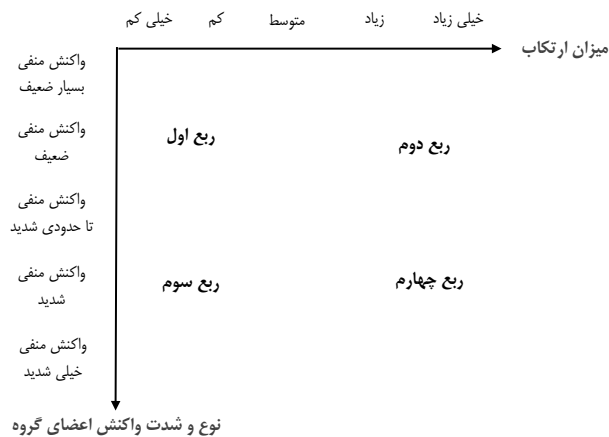 خیلی کم کم متوسط زیاد خیلی زیاد
میزان ارتکاب
واکنش منفی
بسیار ضعیف
واکنش منفی
ضعیف
ربع اول ربع دوم
واکنش منفی
تا حدودی شدید
واکنش منفی
شدید
ربع سوم ربع چهارم
واکنش منفی
خیلی شدید
نوع و شدت واکنش اعضای گروه